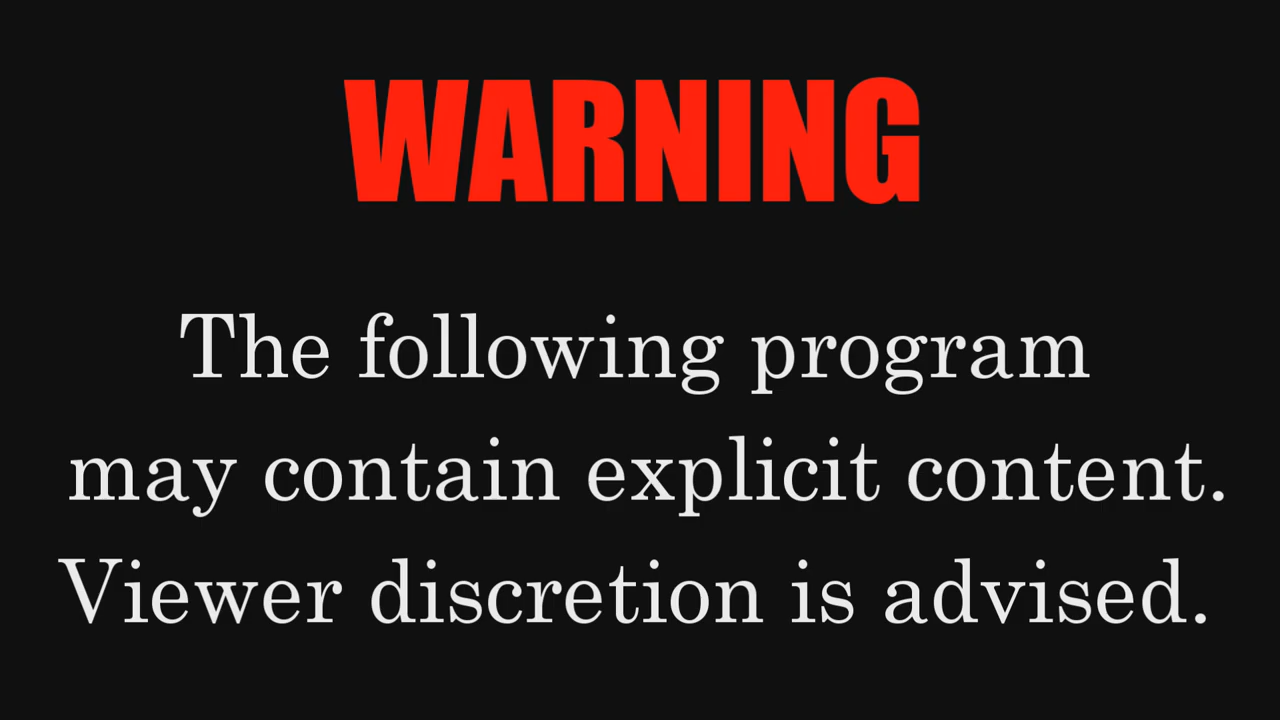 WARNING
The following program
may contain explicit content.
Viewer discretion is advised.